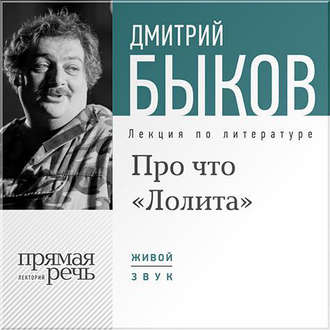 ДМИТРИЙ
БЫКОВ
Лекция по литературе
Про что
«Лолита»
прямая
ЛЕКТОРИЙ речь
ЖИВОЙ
ЗВУК